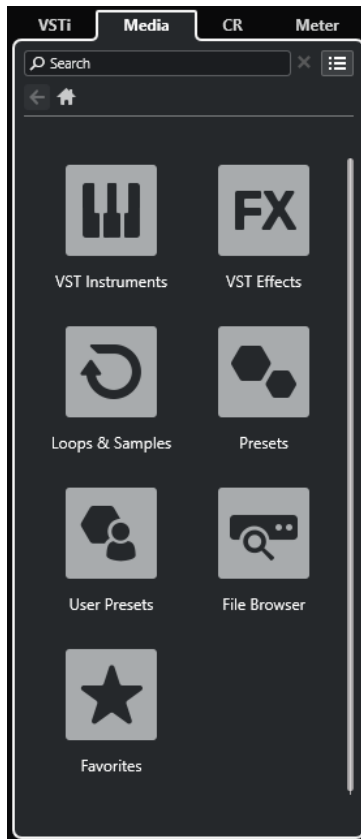 VSTi Media CR Meter
Search
VST Instruments VST Effects
FX
Loops & Samples Presets
User Presets File Browser
Favorites